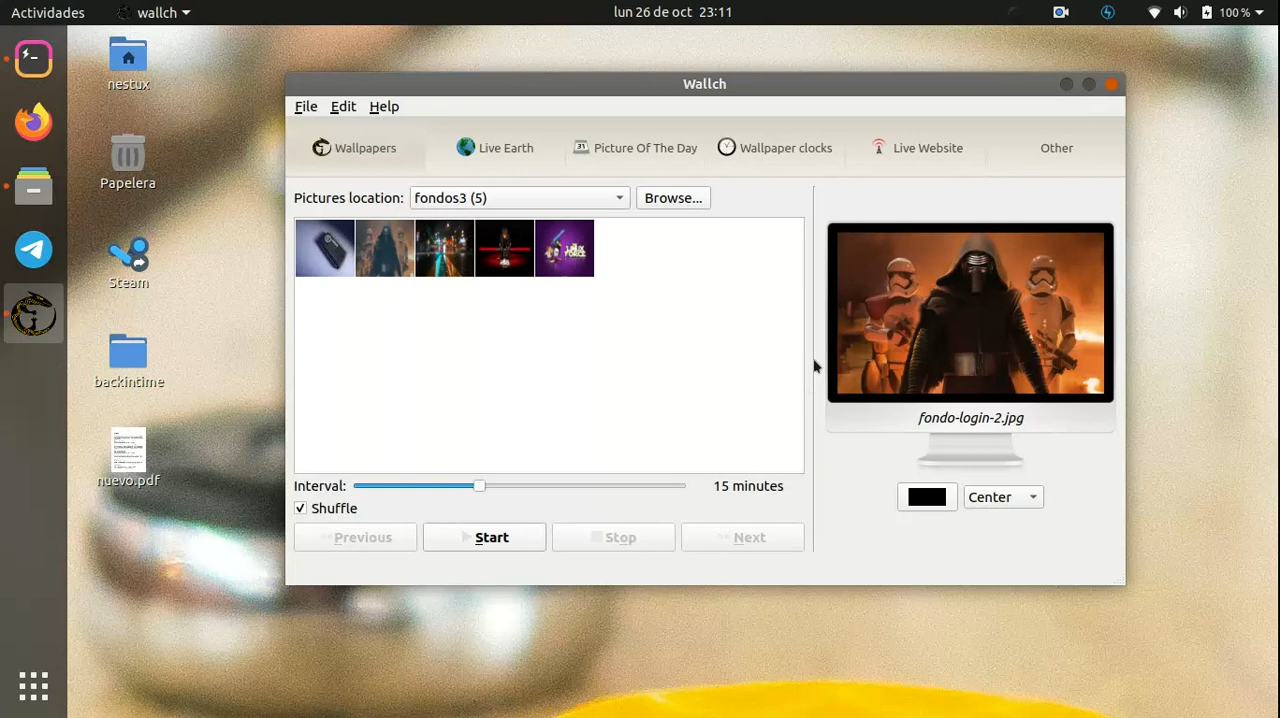 Actividades
wallch
lun 26 de oct 23:11
100 %
nestux
Papelera
Steam
backintime
nuevo.pdf
Wallch
File Edit Help
Wallpapers
Live Earth
31 Picture Of The Day
Wallpaper clocks
Live Website
Other
Pictures location: fondos3 (5) Browse...
fondo-login-2.jpg
Center
Interval: 15 minutes
Shuffle
Previous Start Stop Next